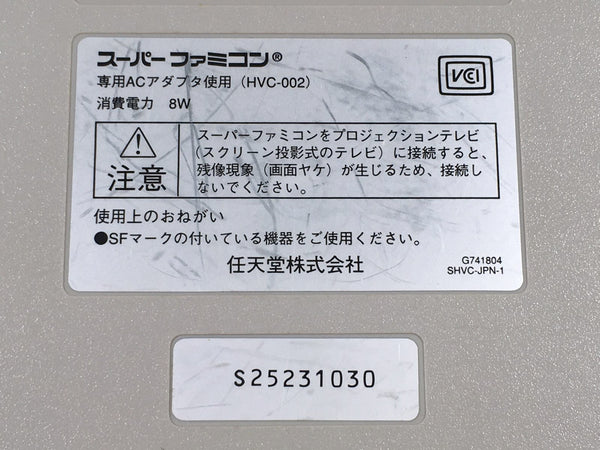 スーパーファミコン®
専用ACアダプタ使用（HVC-002）
消費電力 8W
VCCI
注意
スーパーファミコンをプロジェクションテレビ
（スクリーン投影式のテレビ）に接続すると、
残像現象（画面ヤケ）が生じるため、接続し
ないでください。
使用上のおねがい
●SFマークの付いている機器をご使用ください。
任天堂株式会社
G741804
SHVC-JPN-1
S25231030